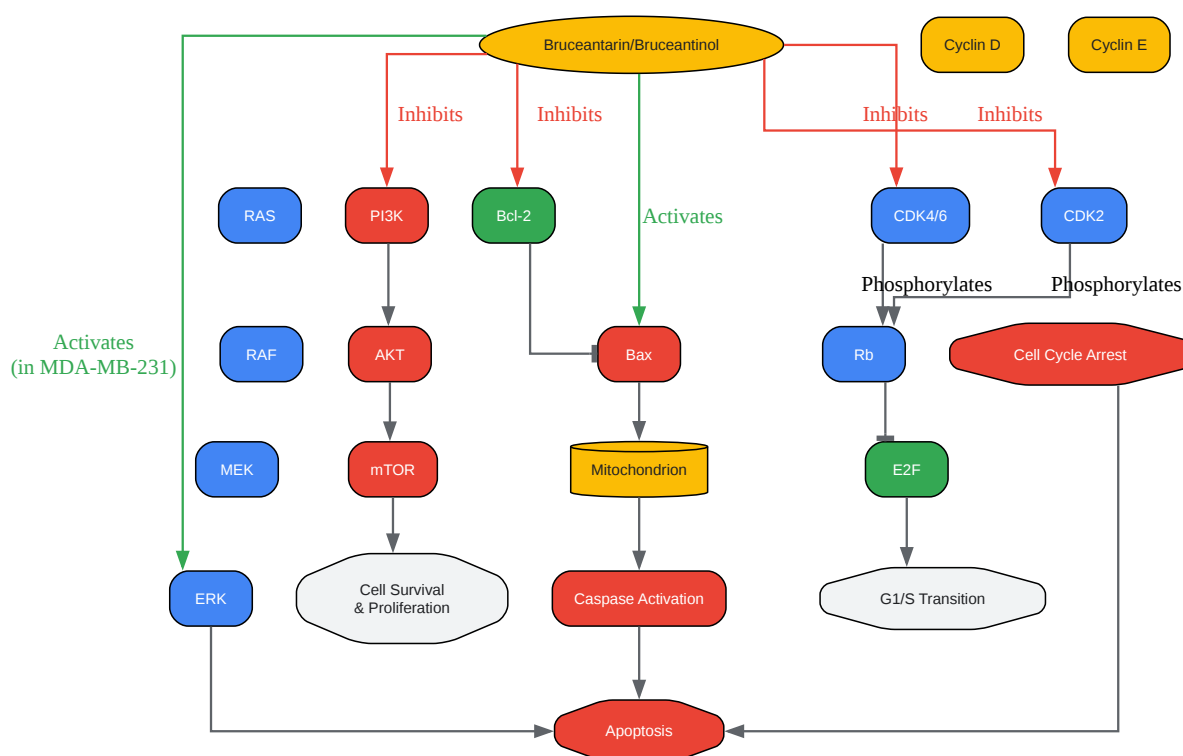 Bruceantarin/Bruceantinol
Cyclin D
Cyclin E
Inhibits
Inhibits
Inhibits
Inhibits
RAS
PI3K
Bcl-2
Activates
CDK4/6
CDK2
Phosphorylates
Phosphorylates
Activates
(in MDA-MB-231)
RAF
AKT
Bax
Rb
Cell Cycle Arrest
MEK
mTOR
Mitochondrion
E2F
ERK
Cell Survival
& Proliferation
Caspase Activation
G1/S Transition
Apoptosis